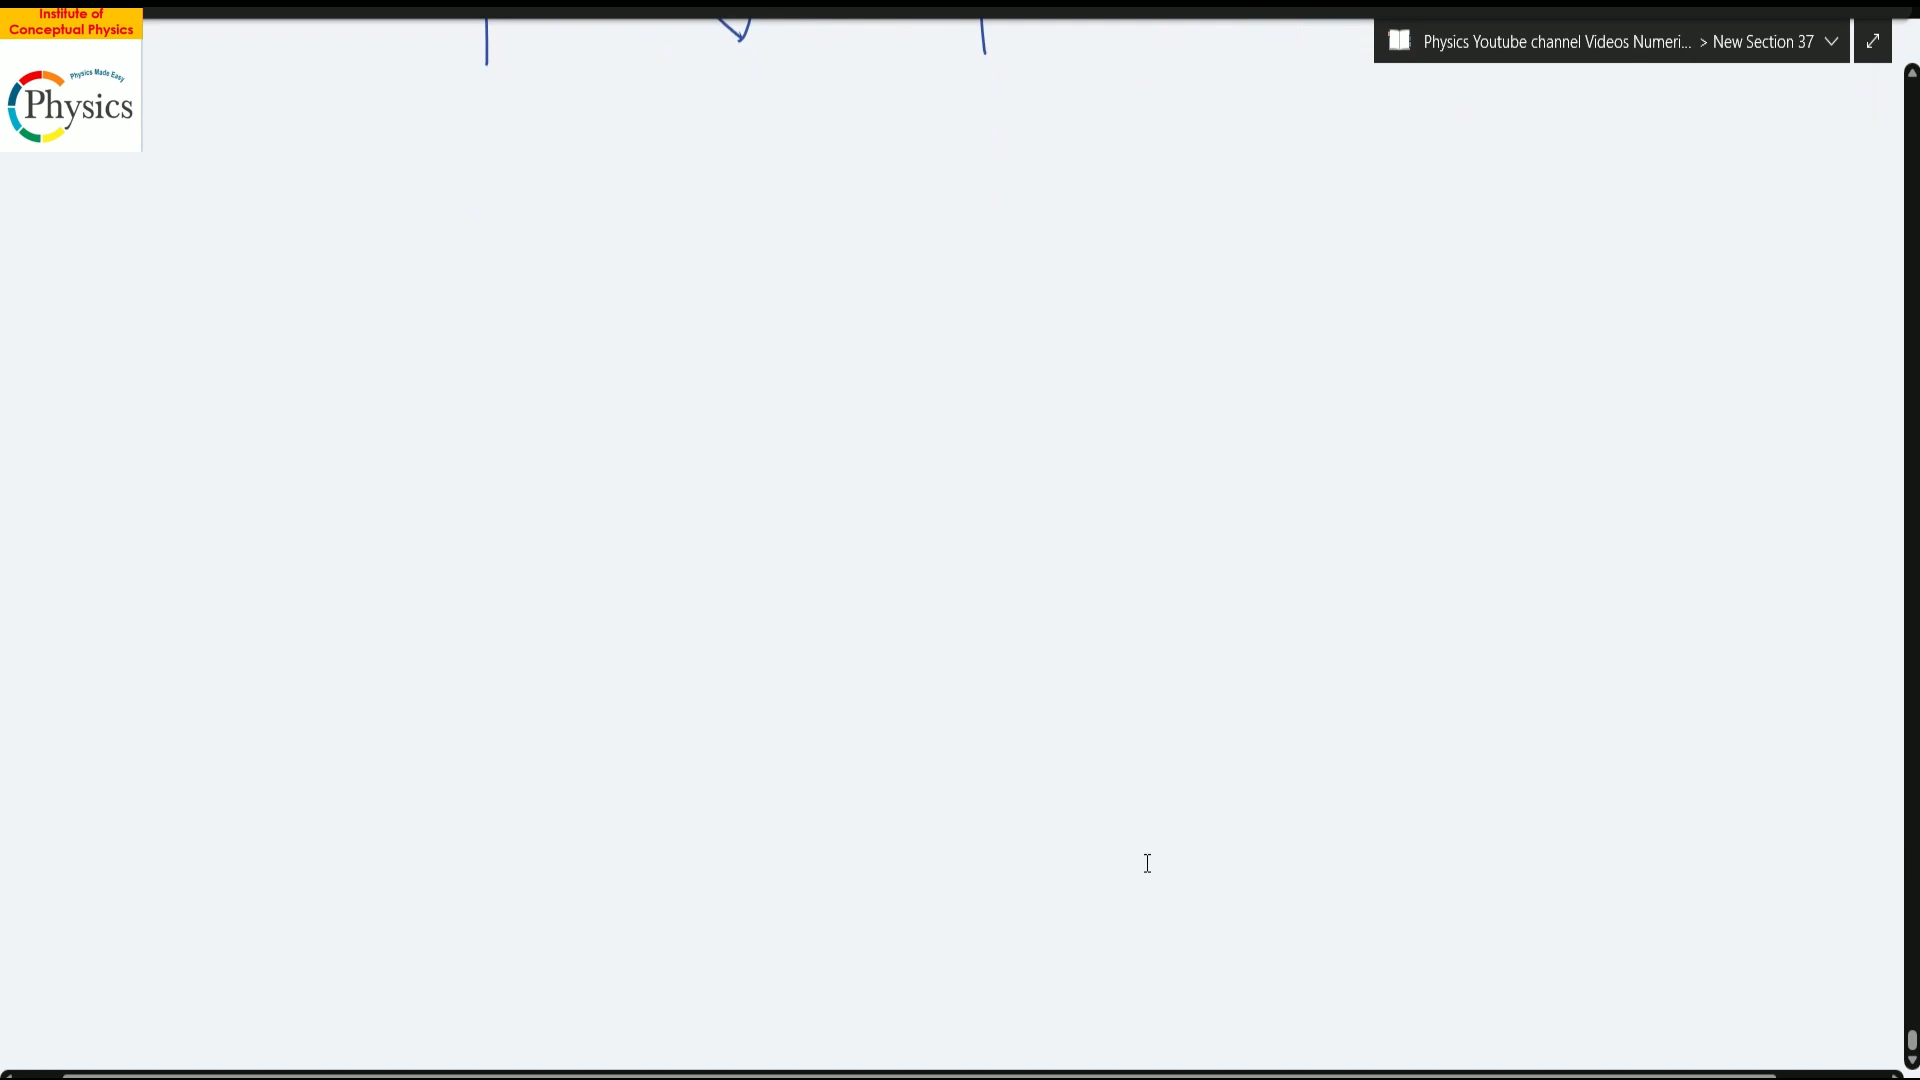 Institute of
Conceptual Physics
Physics Made Easy
Physics
Physics Youtube channel Videos Numeri... > New Section 37